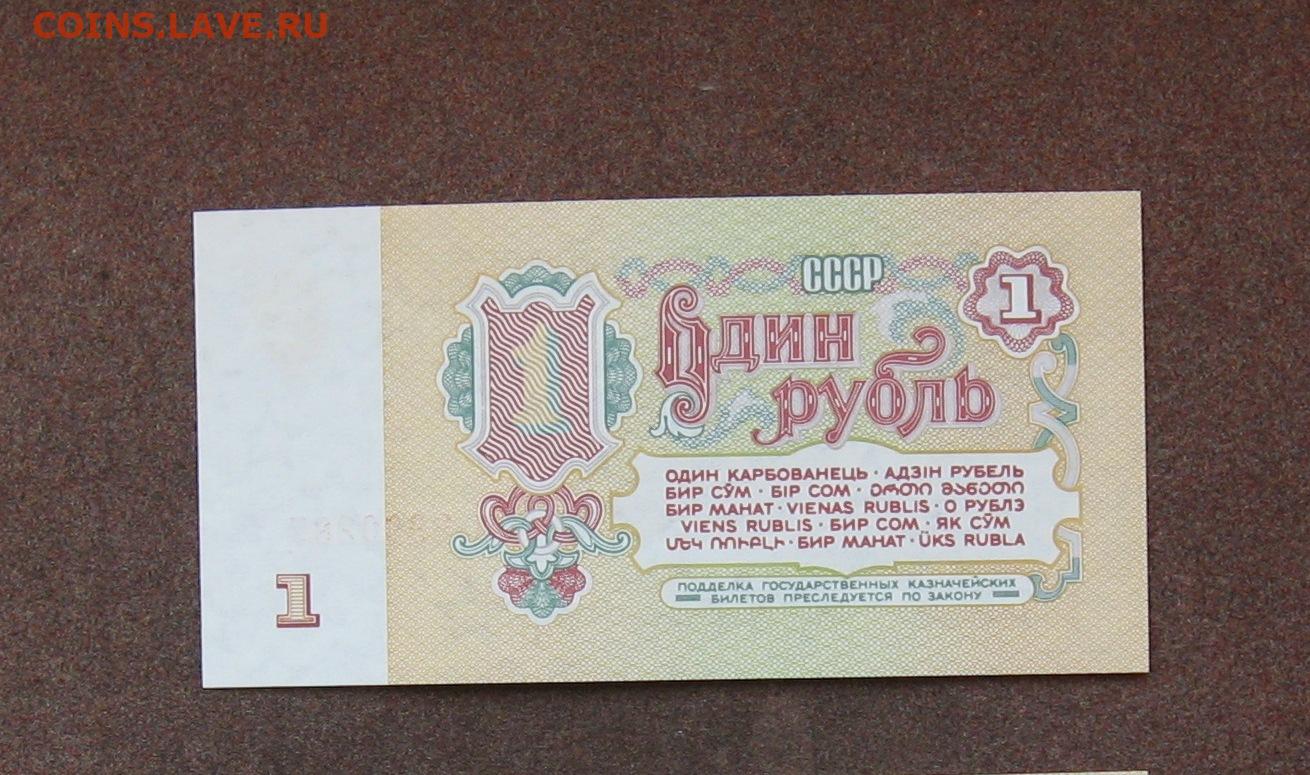 COINS.LAVE.RU
СССР
1
1
Один
рубль
ОДИН КАРБОВАНЕЦЬ · АДЗІН РУБЕЛЬ
БИР СЎМ · БІР СОМ · ᲔᲠᲗᲘ ᲛᲐᲜᲔᲗᲘ
БИР МАНАТ · VIENAS RUBLIS · О РУБЛЭ
VIENS RUBLIS · БИР СОМ · ЯК СӮМ
ՄԵԿ ՌՈՒԲԼԻ · БИР МАНАТ · ÜKS RUBLA
ПОДДЕЛКА ГОСУДАРСТВЕННЫХ КАЗНАЧЕЙСКИХ
БИЛЕТОВ ПРЕСЛЕДУЕТСЯ ПО ЗАКОНУ
1